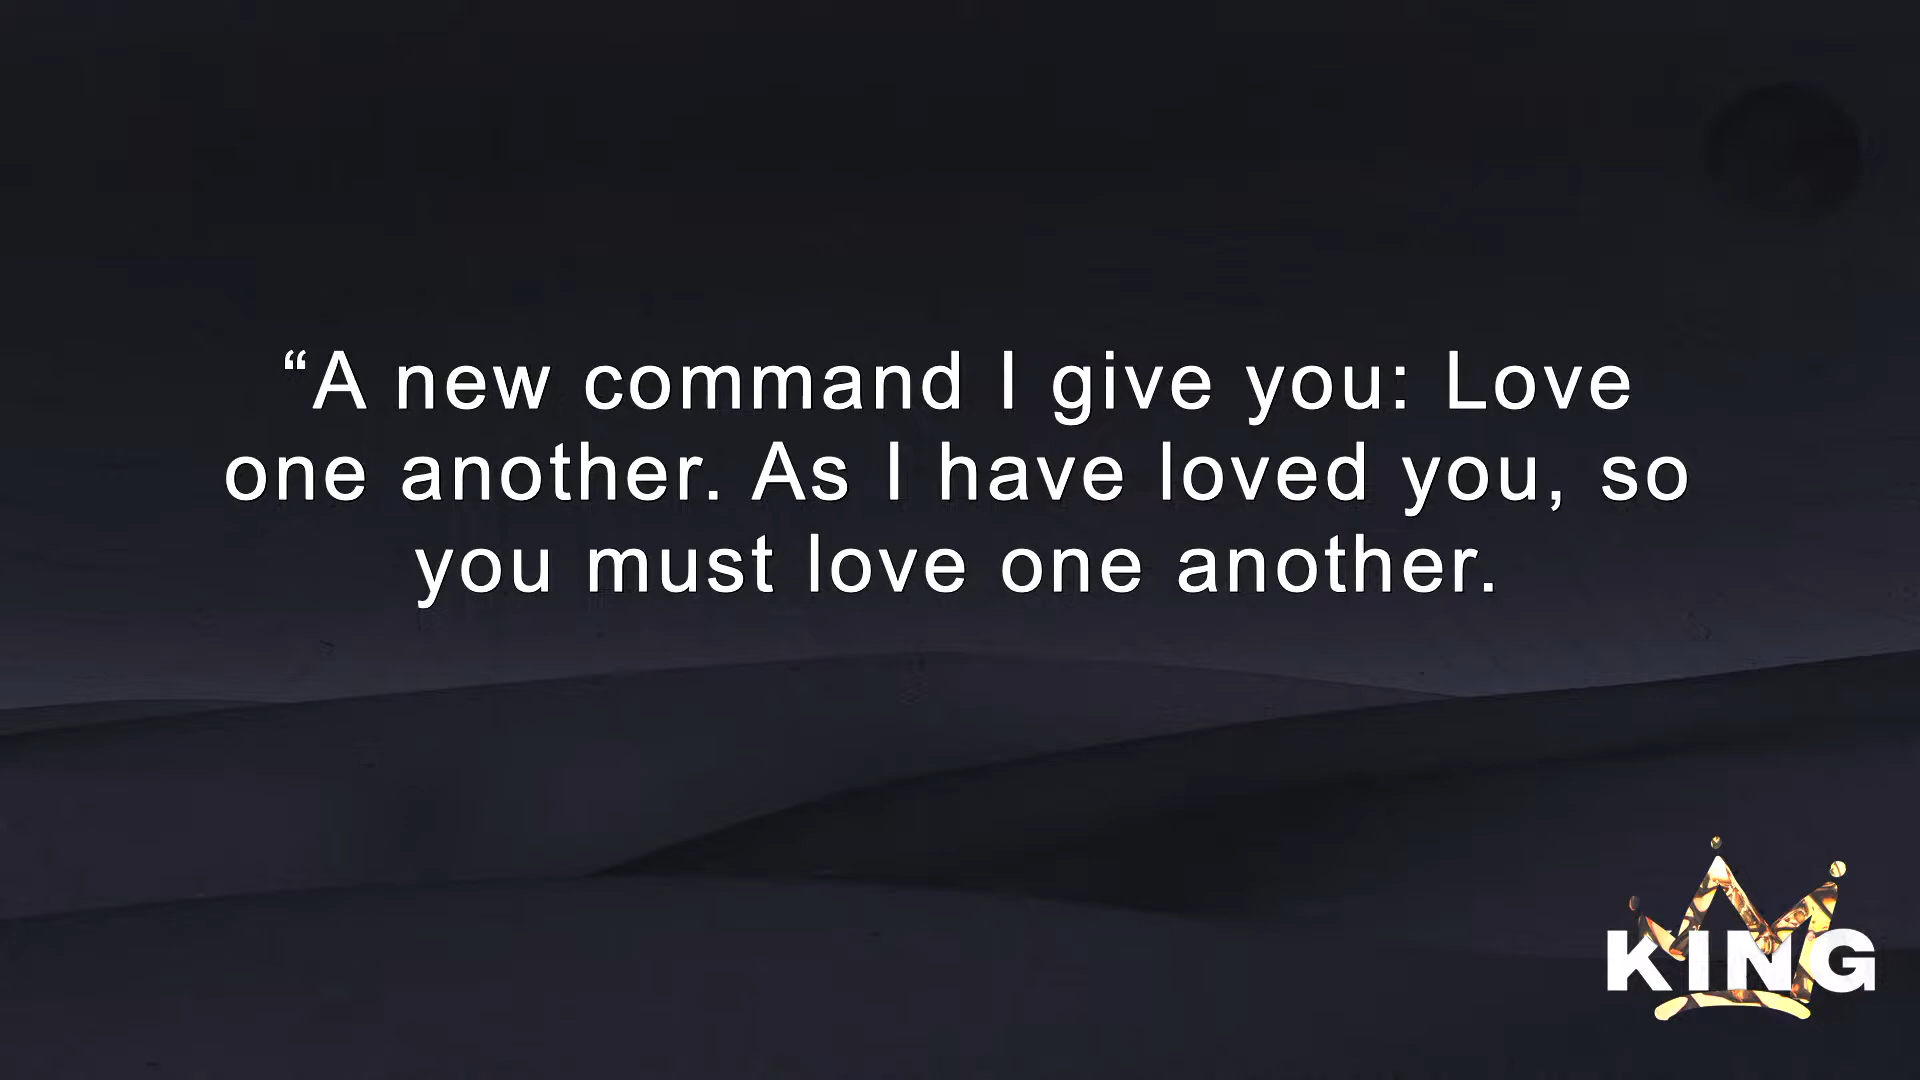 “A new command I give you: Love
one another. As I have loved you, so
you must love one another.
KING